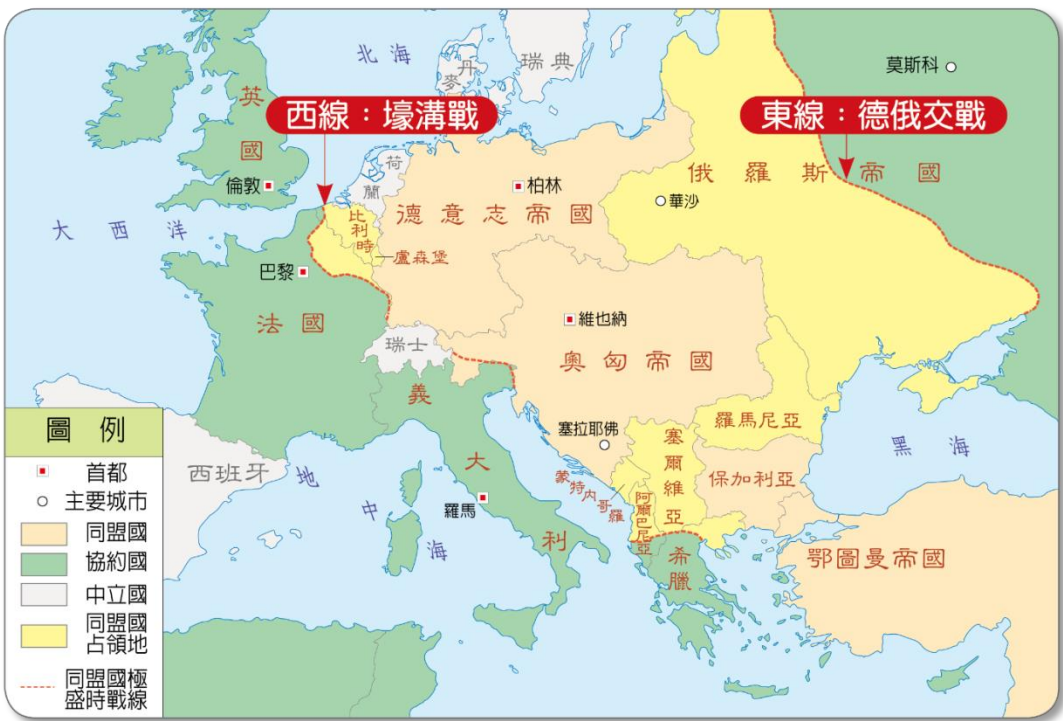 北海
丹麥
瑞典
莫斯科
英國
西線：壕溝戰
東線：德俄交戰
荷蘭
倫敦
柏林
俄羅斯帝國
華沙
大西洋
比利時
德意志帝國
盧森堡
巴黎
法國
維也納
瑞士
奧匈帝國
義大利
羅馬尼亞
塞拉耶佛
塞爾維亞
黑海
保加利亞
西班牙
地中海
蒙特內哥羅
阿爾巴尼亞
羅馬
希臘
鄂圖曼帝國
圖例
首都
主要城市
同盟國
協約國
中立國
同盟國
占領地
同盟國極
盛時戰線